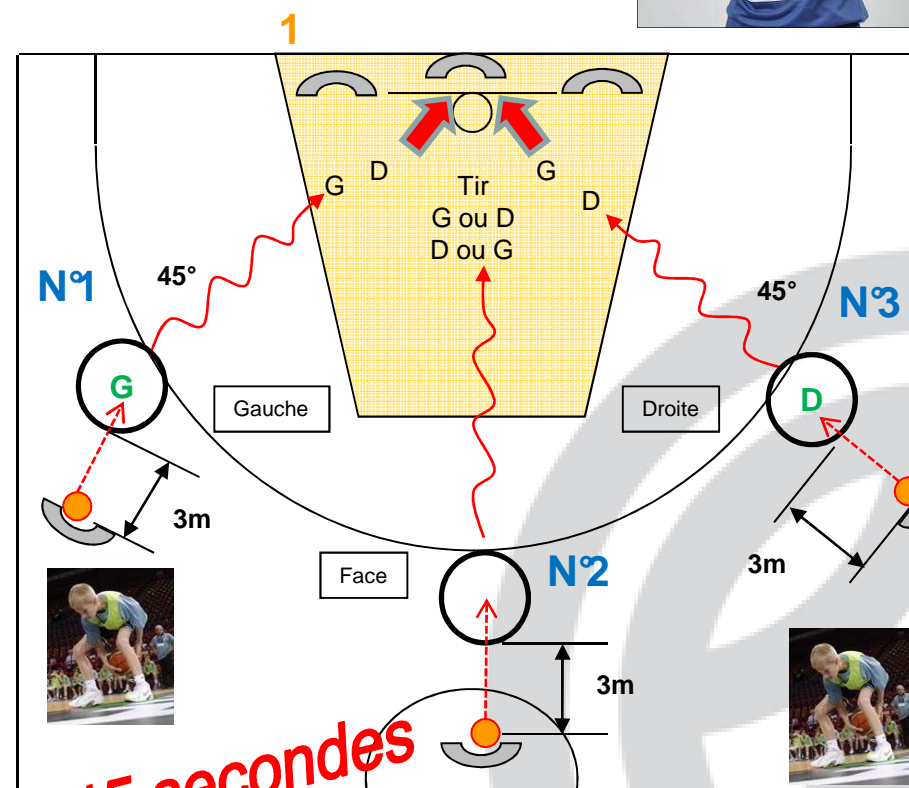 1
G
D
Tir
G ou D
D ou G
G
D
N°1
45°
45°
N°3
G
Gauche
Droite
D
3m
Face
N°2
3m
3m
secondes